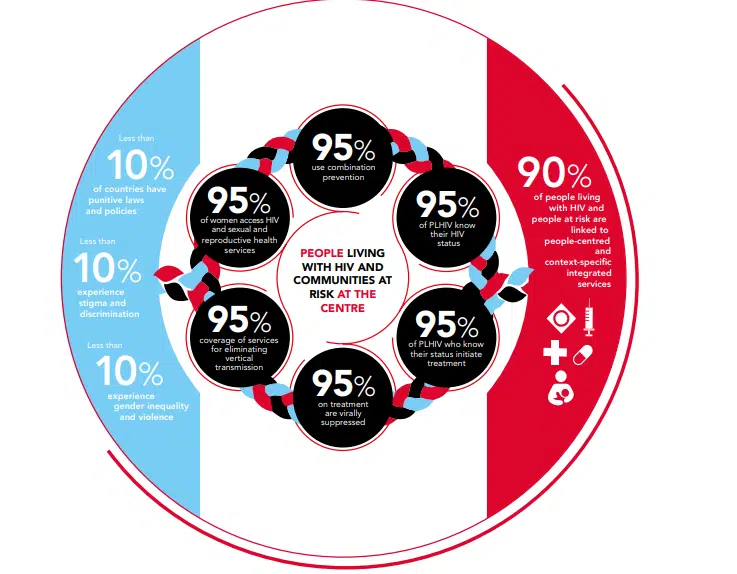 Less than
10%
of countries have
punitive laws
and policies
Less than
10%
experience
stigma and
discrimination
Less than
10%
experience
gender inequality
and violence
95%
use combination
prevention
95%
of PLHIV know
their HIV
status
95%
of PLHIV who know
their status initiate
treatment
95%
on treatment
are virally
suppressed
95%
coverage of services
for eliminating
vertical
transmission
95%
of women access HIV
and sexual and
reproductive health
services
PEOPLE LIVING
WITH HIV AND
COMMUNITIES AT
RISK AT THE
CENTRE
90%
of people living
with HIV and
people at risk are
linked to
people-centred
and
context-specific
integrated
services